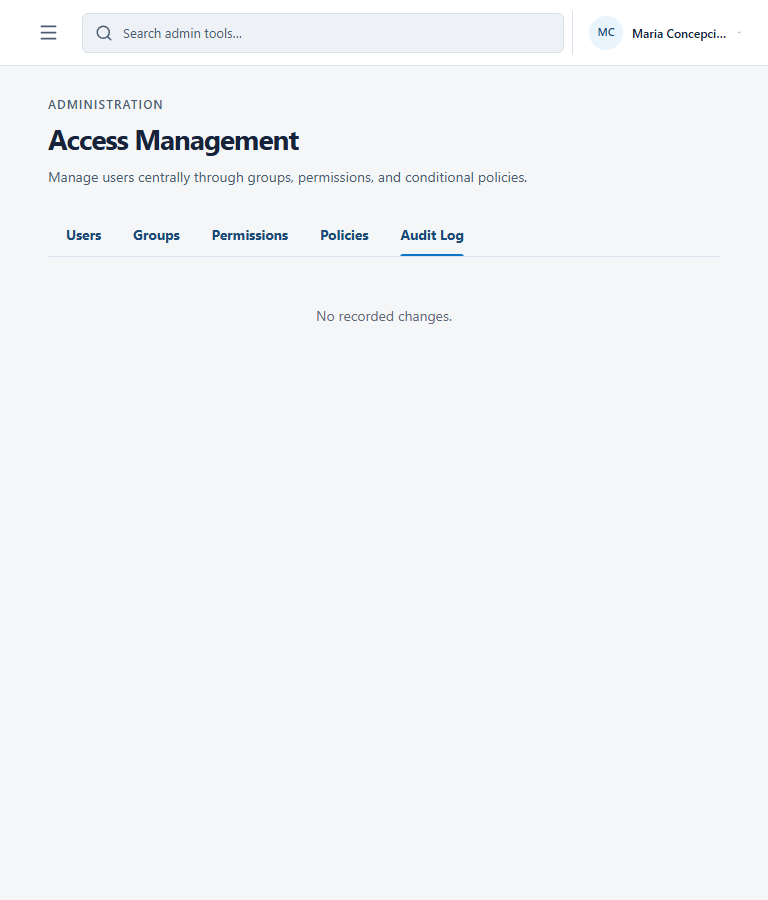 Search admin tools...
MC
Maria Concepci...
ADMINISTRATION
Access Management
Manage users centrally through groups, permissions, and conditional policies.
Users Groups Permissions Policies Audit Log
No recorded changes.